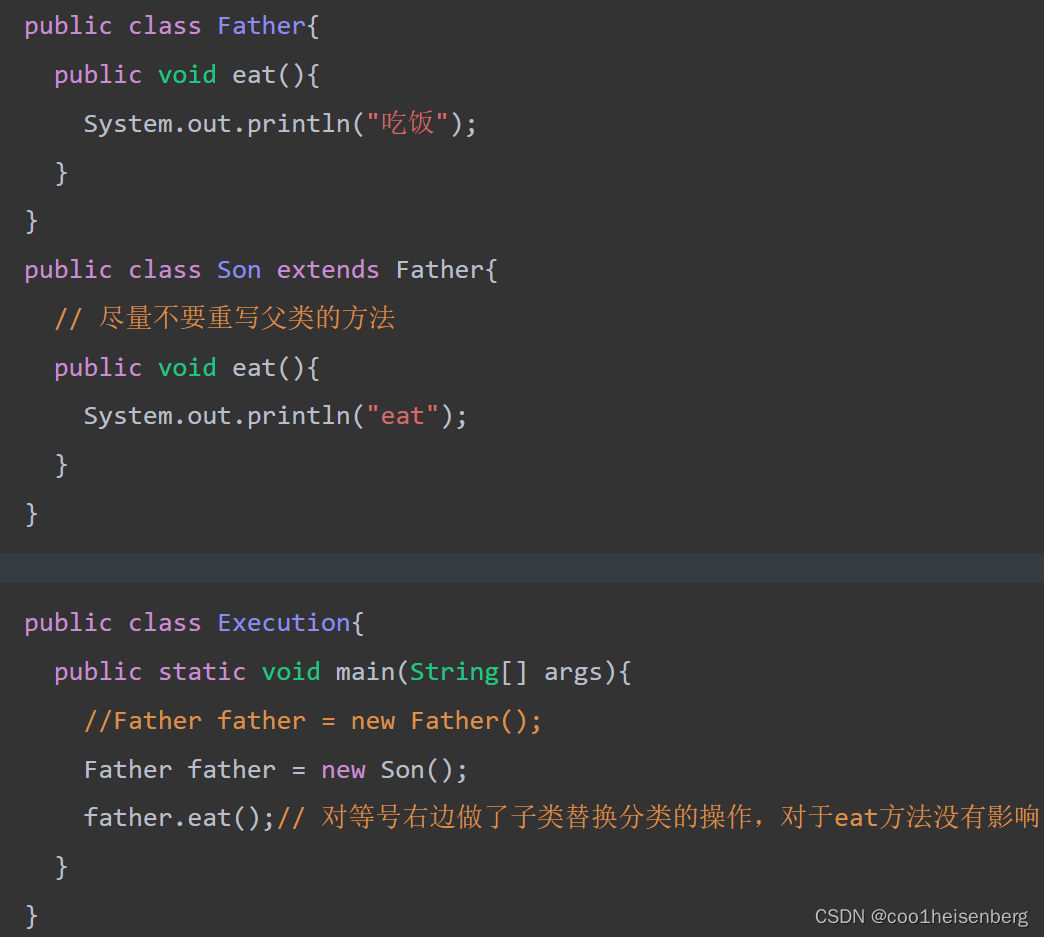 public class Father{
public void eat(){
System.out.println("吃饭");
}
}
public class Son extends Father{
// 尽量不要重写父类的方法
public void eat(){
System.out.println("eat");
}
}
public class Execution{
public static void main(String[] args){
//Father father = new Father();
Father father = new Son();
father.eat();// 对等号右边做了子类替换分类的操作，对于eat方法没有影响
}
}
CSDN @coo1heisenberg